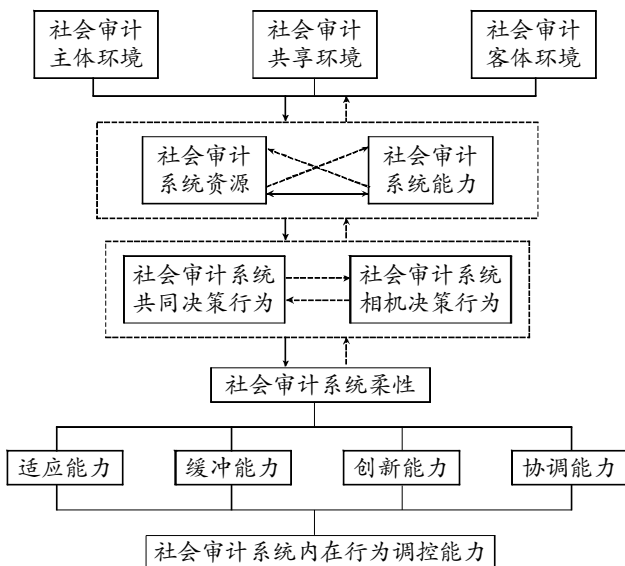 社会审计
主体环境
社会审计
共享环境
社会审计
客体环境
社会审计
系统资源
社会审计
系统能力
社会审计系统
共同决策行为
社会审计系统
相机决策行为
社会审计系统柔性
适应能力
缓冲能力
创新能力
协调能力
社会审计系统内在行为调控能力